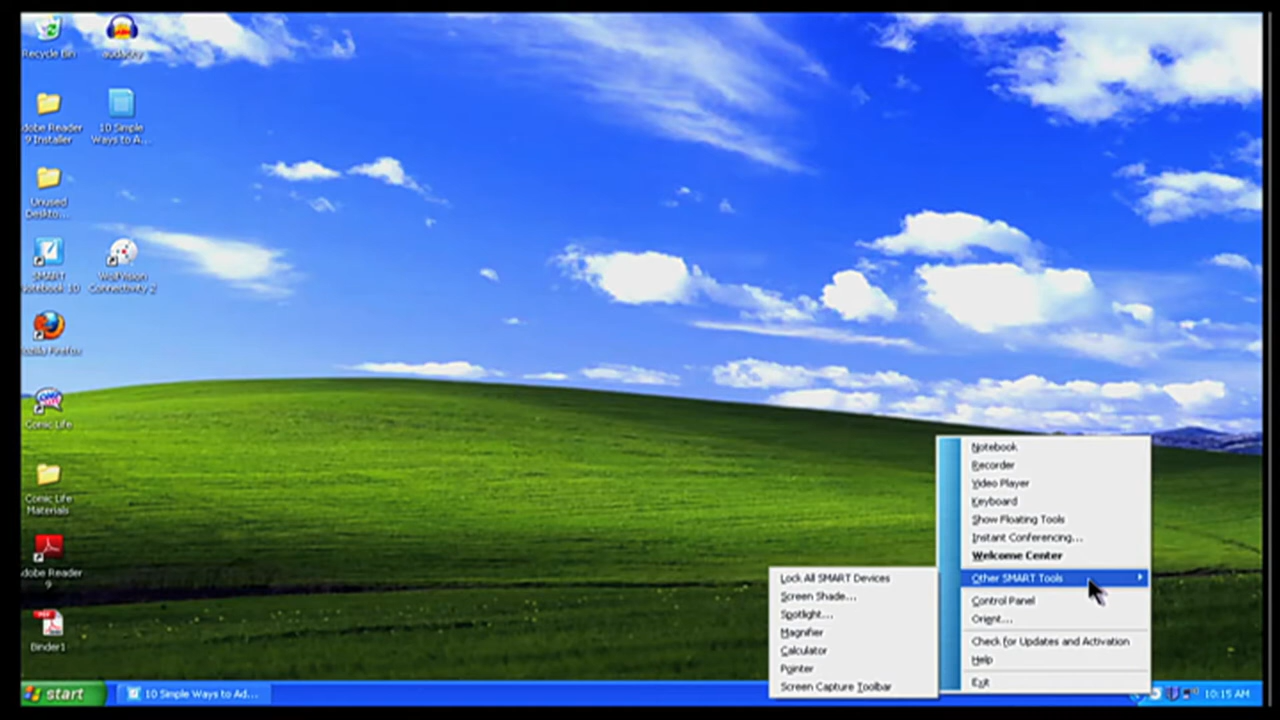 Recycle Bin
audacity
dobe Reader
9 Installer
10 Simple
Ways to A...
Unused
Deskto...
SMART
Notebook 10
WallVision
Connectivity 2
ozilla Firefox
Comic Life
Comic Life
Materials
dobe Reader
9
Binder1
Notebook
Recorder
Video Player
Keyboard
Show Floating Tools
Instant Conferencing...
Welcome Center
Other SMART Tools
Control Panel
Orient...
Check for Updates and Activation
Help
Exit
Lock All SMART Devices
Screen Shade...
Spotlight...
Magnifier
Calculator
Pointer
Screen Capture Toolbar
start
10 Simple Ways to Ad...
10:15 AM